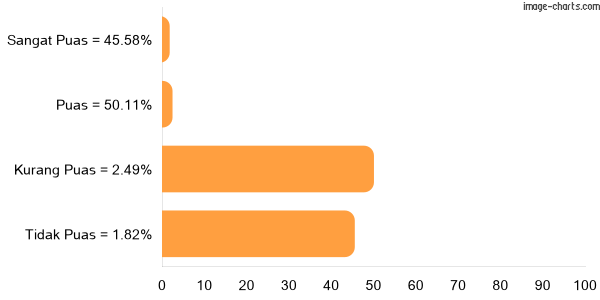 image-charts.com
Sangat Puas = 45.58%
Puas = 50.11%
Kurang Puas = 2.49%
Tidak Puas = 1.82%
0 10 20 30 40 50 60 70 80 90 100